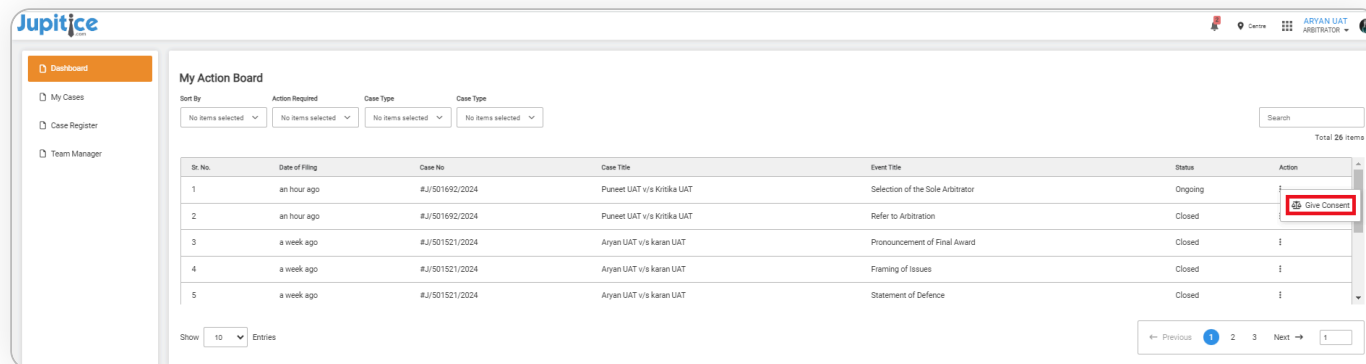 Jupitice
.com
Centre
ARYAN UAT
ARBITRATOR
Dashboard
My Cases
Case Register
Team Manager
My Action Board
Sort By Action Required Case Type Case Type
No items selected No items selected No items selected No items selected
Search
Total 26 items
Sr. No. Date of Filing Case No Case Title Event Title Status Action
1 an hour ago #J/501692/2024 Puneet UAT v/s Kritika UAT Selection of the Sole Arbitrator Ongoing
Give Consent
2 an hour ago #J/501692/2024 Puneet UAT v/s Kritika UAT Refer to Arbitration Closed
3 a week ago #J/501521/2024 Aryan UAT v/s karan UAT Pronouncement of Final Award Closed
4 a week ago #J/501521/2024 Aryan UAT v/s karan UAT Framing of Issues Closed
5 a week ago #J/501521/2024 Aryan UAT v/s karan UAT Statement of Defence Closed
Show 10 Entries
← Previous 1 2 3 Next → 1